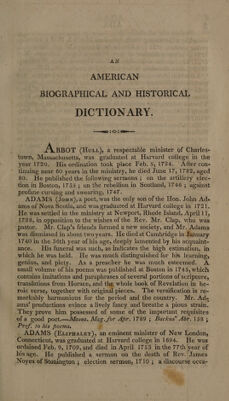 AN
AMERICAN
BIOGRAPHICAL AND HISTORICAL
DICTIONARY.
ABBOT (HULL), a respectable minister of Charles-
town, Massachusetts, was graduated at Harvard college in the
year 1720. His ordination took place Feb. 5, 1724. After con-
tinuing near 50 years in the ministry, he died June 17, 1782, aged
80. He published the following sermons; on the artillery elec-
tion in Boston, 1735; on the rebellion in Scotland, 1746; against
profane cursing and swearing, 1747.
ADAMS (JOHN), a poet, was the only son of the Hon. John Ad-
ams of Nova Scotia, and was graduated at Harvard college in 1721.
He was settled in the ministry at Newport, Rhode Island, April 11,
1728, in opposition to the wishes of the Rev. Mr. Clap, who was
pastor. Mr. Clap's friends formed a new society, and Mr. Adams
was dismissed in about two years. He died at Cambridge in January
1740 in the 36th year of his age, deeply lamented by his acquaint-
ance. His funeral was such, as indicates the high estimation, in
which he was held. He was much distinguished for his learning,
genius, and piety. As a preacher he was much esteemed. A
small volume of his poems was published at Boston in 1745, which
contains imitations and paraphrases of several portions of scripture,
translations from Horace, and the whole book of Revelation in he-
roic verse, together with original pieces. The versification is re-
markably harmonious for the period and the country. Mr. Ad-
ams' productions evince a lively fancy and breathe a pious strain.
They prove him possessed of some of the important requisites
of a good poet.—Massa. Mag. for Apr. 1789; Backus' Abr. 158;
Pref. to his poems.
ADAMS (ELIPHALET), an eminent minister of New London,
Connecticut, was graduated at Harvard college in 1694. He was
ordained Feb. 9, 1709, and died in April 1753 in the 77th year of
his age. He published a sermon on the death of Rev. James
Noyes of Stonington; election sermon, 1710; a discourse occa-